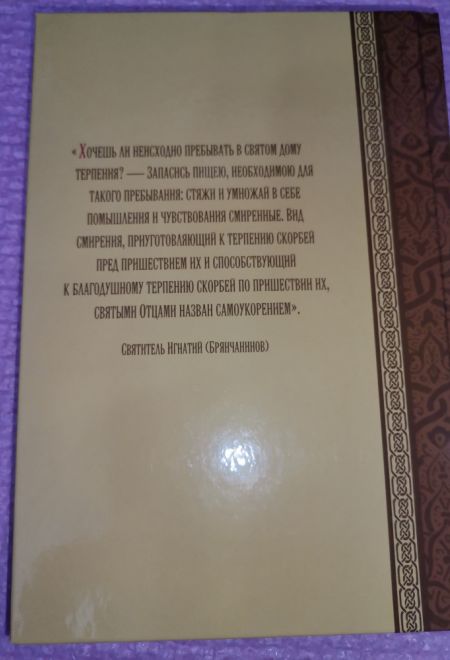 «Хочешь ли неисходно пребывать в святом дому
терпения? — Запасись пищею, необходимою для
такого пребывания: стяжи и умножай в себе
помышления и чувствования смиренные. Вид
смирения, приуготовляющий к терпению скорбей
пред пришествием их и способствующий
к благодушному терпению скорбей по пришествии их,
святыми Отцами назван самоукорением».
Святитель Игнатий (Брянчанинов)